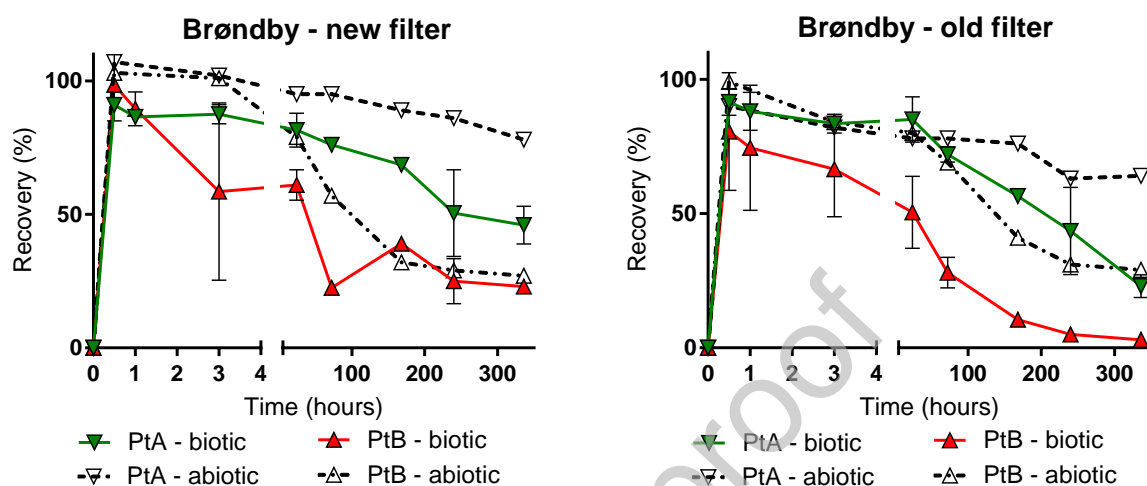 Brøndby - new filter
Recovery (%)
100
50
0
0 1 2 3 4 100 200 300
Time (hours)
PtA - biotic PtB - biotic
PtA - abiotic PtB - abiotic
Brøndby - old filter
Recovery (%)
100
50
0
0 1 2 3 4 100 200 300
Time (hours)
PtA - biotic PtB - biotic
PtA - abiotic PtB - abiotic
proof